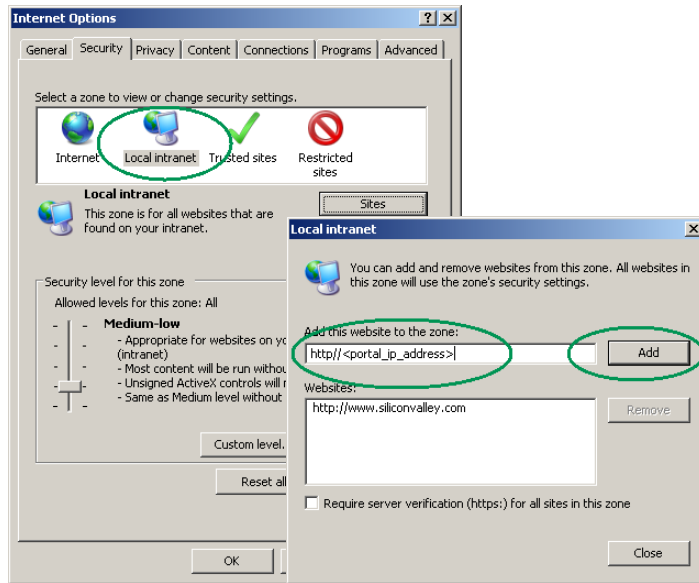 Internet Options
? X
General Security Privacy Content Connections Programs Advanced
Select a zone to view or change security settings.
Internet Local intranet Trusted sites Restricted
sites
Local intranet
This zone is for all websites that are
found on your intranet.
Sites
Security level for this zone
Allowed levels for this zone: All
Medium-low
- Appropriate for websites on yo
(intranet)
- Most content will be run withou
- Unsigned ActiveX controls will
- Same as Medium level without
Custom level.
Reset all
OK
Local intranet
X
You can add and remove websites from this zone. All websites in
this zone will use the zone's security settings.
Add this website to the zone:
http//<portal_ip_address>
Add
Websites:
http://www.siliconvalley.com
Remove
Require server verification (https:) for all sites in this zone
Close